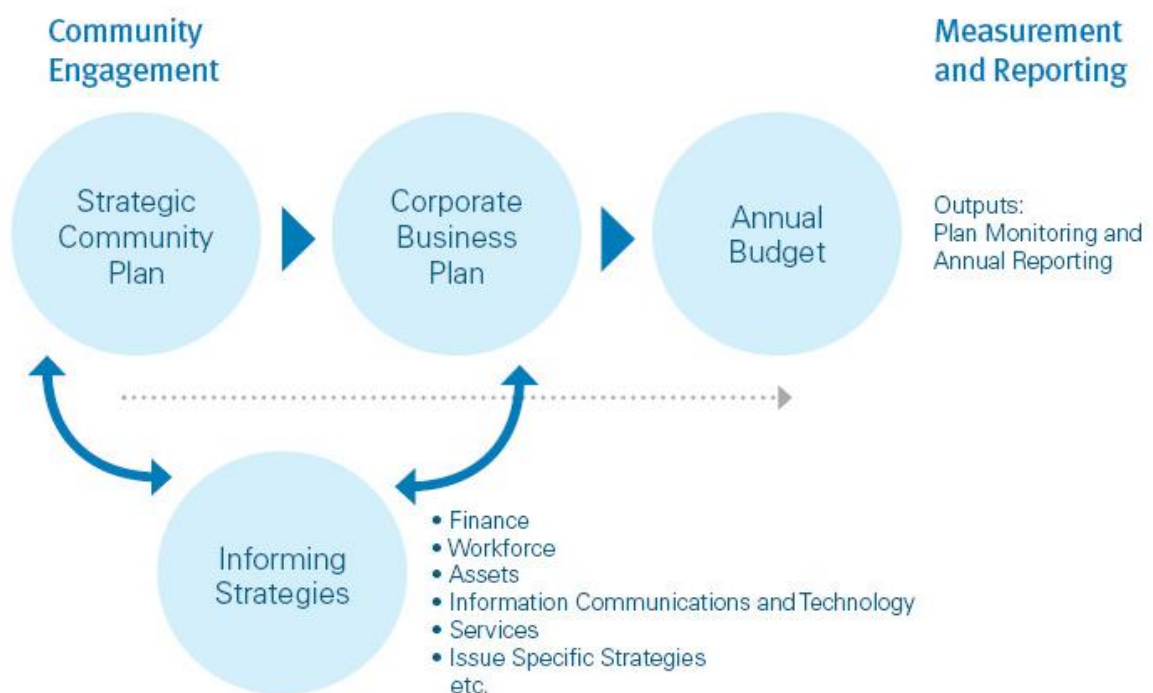 Community
Engagement
Measurement
and Reporting
Strategic
Community
Plan
Corporate
Business
Plan
Annual
Budget
Outputs:
Plan Monitoring and
Annual Reporting
Informing
Strategies
• Finance
• Workforce
• Assets
• Information Communications and Technology
• Services
• Issue Specific Strategies
etc.